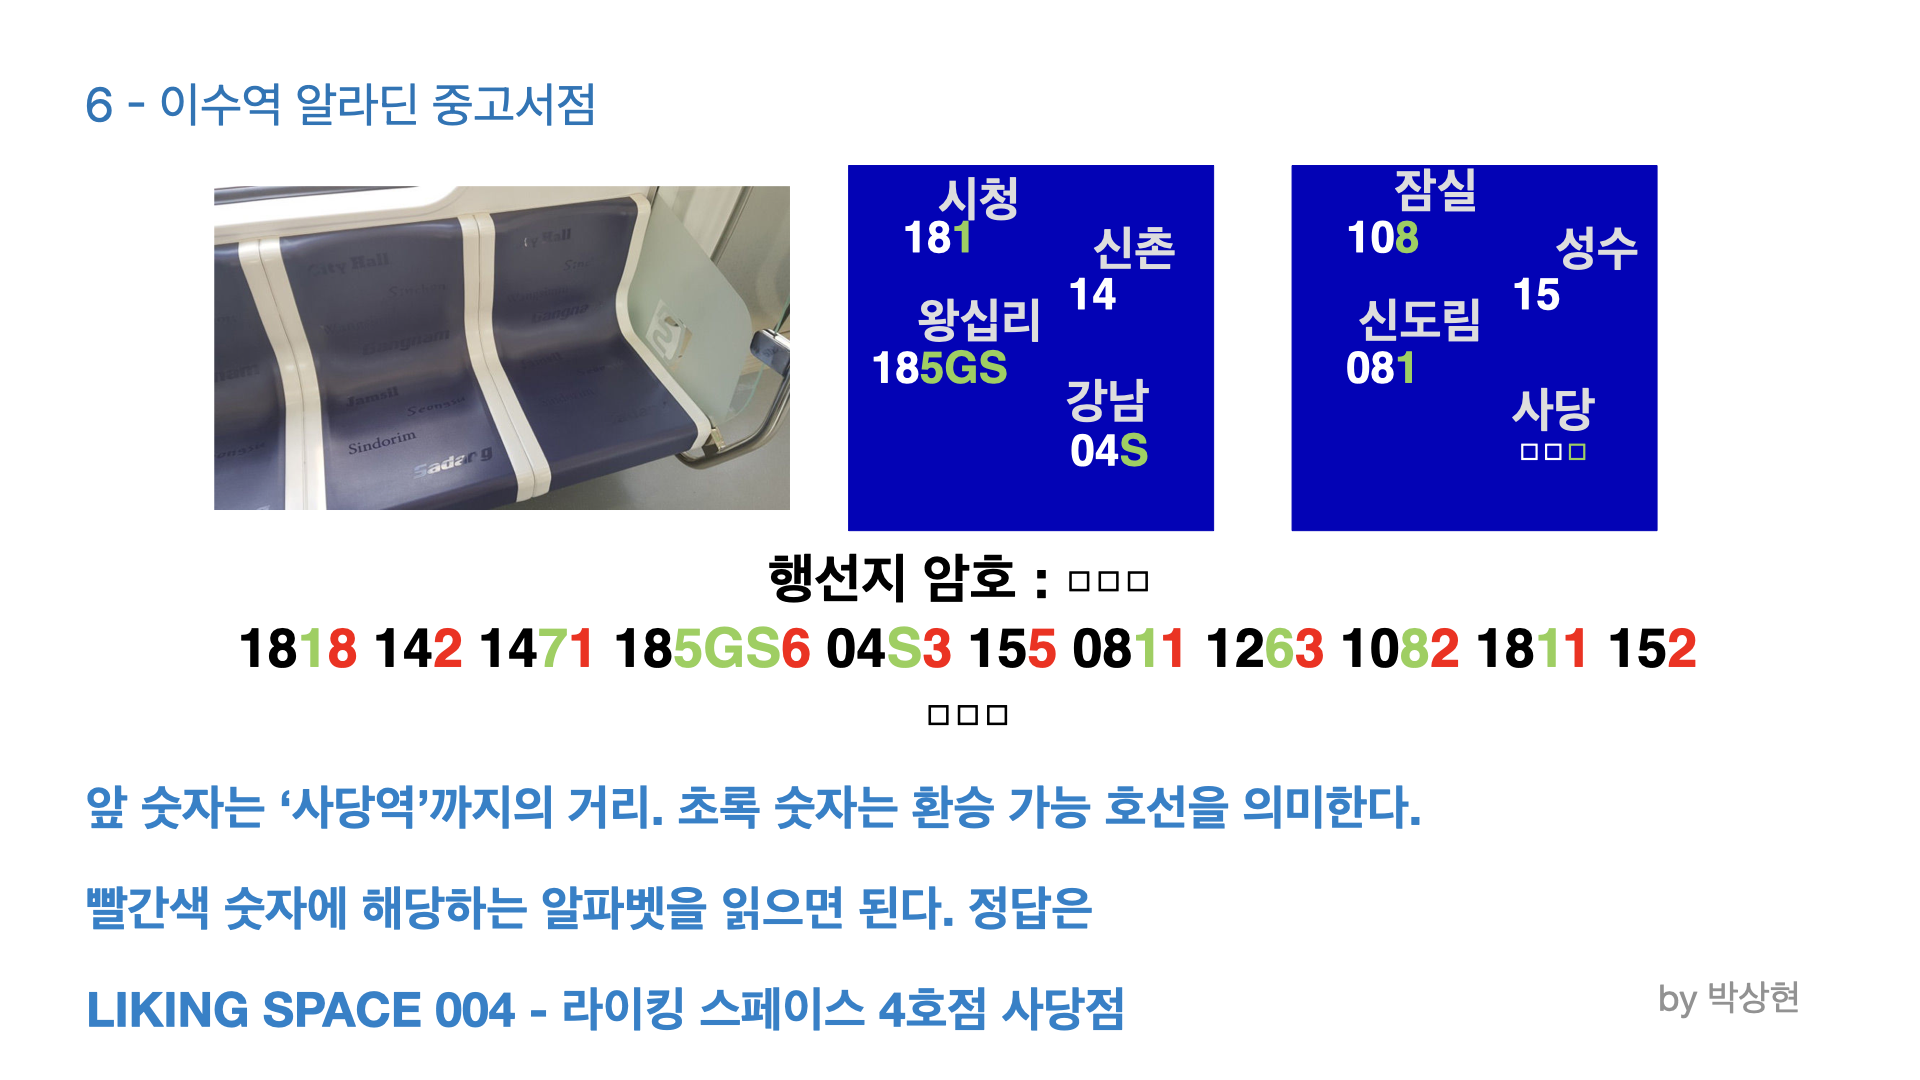 6 - 이수역 알라딘 중고서점
City Hall
Gangnam
Jamsil
Seongsu
Sindorim
Sadang
시청
181
신촌
14
왕십리
185GS
강남
04S
잠실
108
성수
15
신도림
081
사당
□□□
행선지 암호 : □□□
1818 142 1471 185GS6 04S3 155 0811 1263 1082 1811 152
□□□
앞 숫자는 ‘사당역’까지의 거리. 초록 숫자는 환승 가능 호선을 의미한다.
빨간색 숫자에 해당하는 알파벳을 읽으면 된다. 정답은
LIKING SPACE 004 - 라이킹 스페이스 4호점 사당점
by 박상현